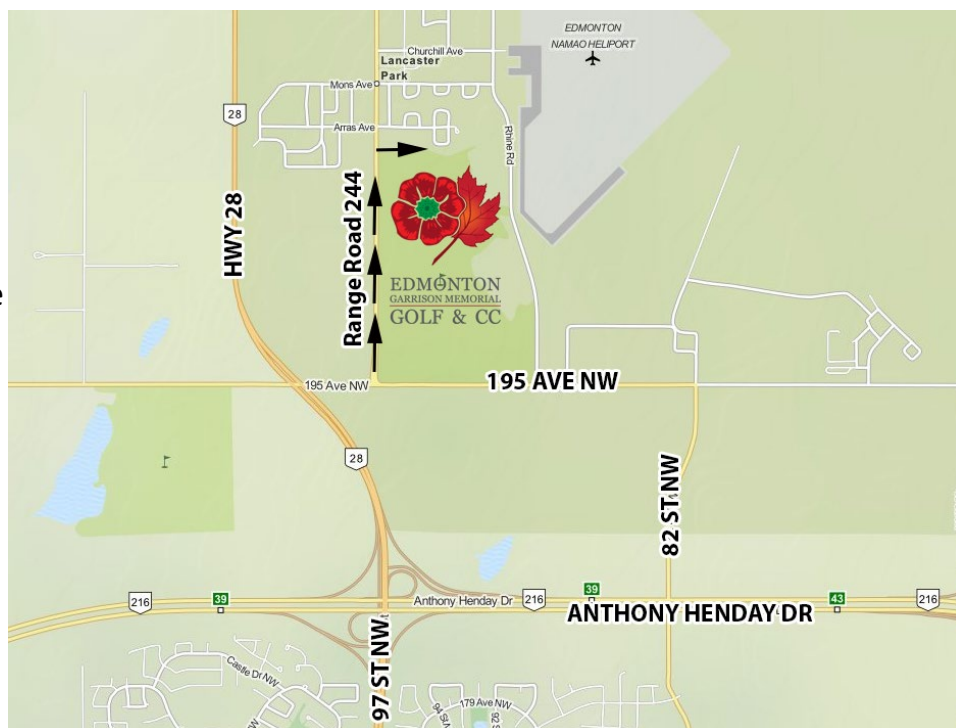 EDMONTON
NAMAO HELIPORT
Churchill Ave
Lancaster
Park
Mons Ave
28
Arras Ave
Rhine Rd
HWY 28
Range Road 244
EDMONTON
GARRISON MEMORIAL
GOLF & CC
195 Ave NW
195 AVE NW
28
82 ST NW
39
39
43
216
Anthony Henday Dr
216
216
ANTHONY HENDAY DR
97 ST NW
Castle Dr NW
179 Ave NW